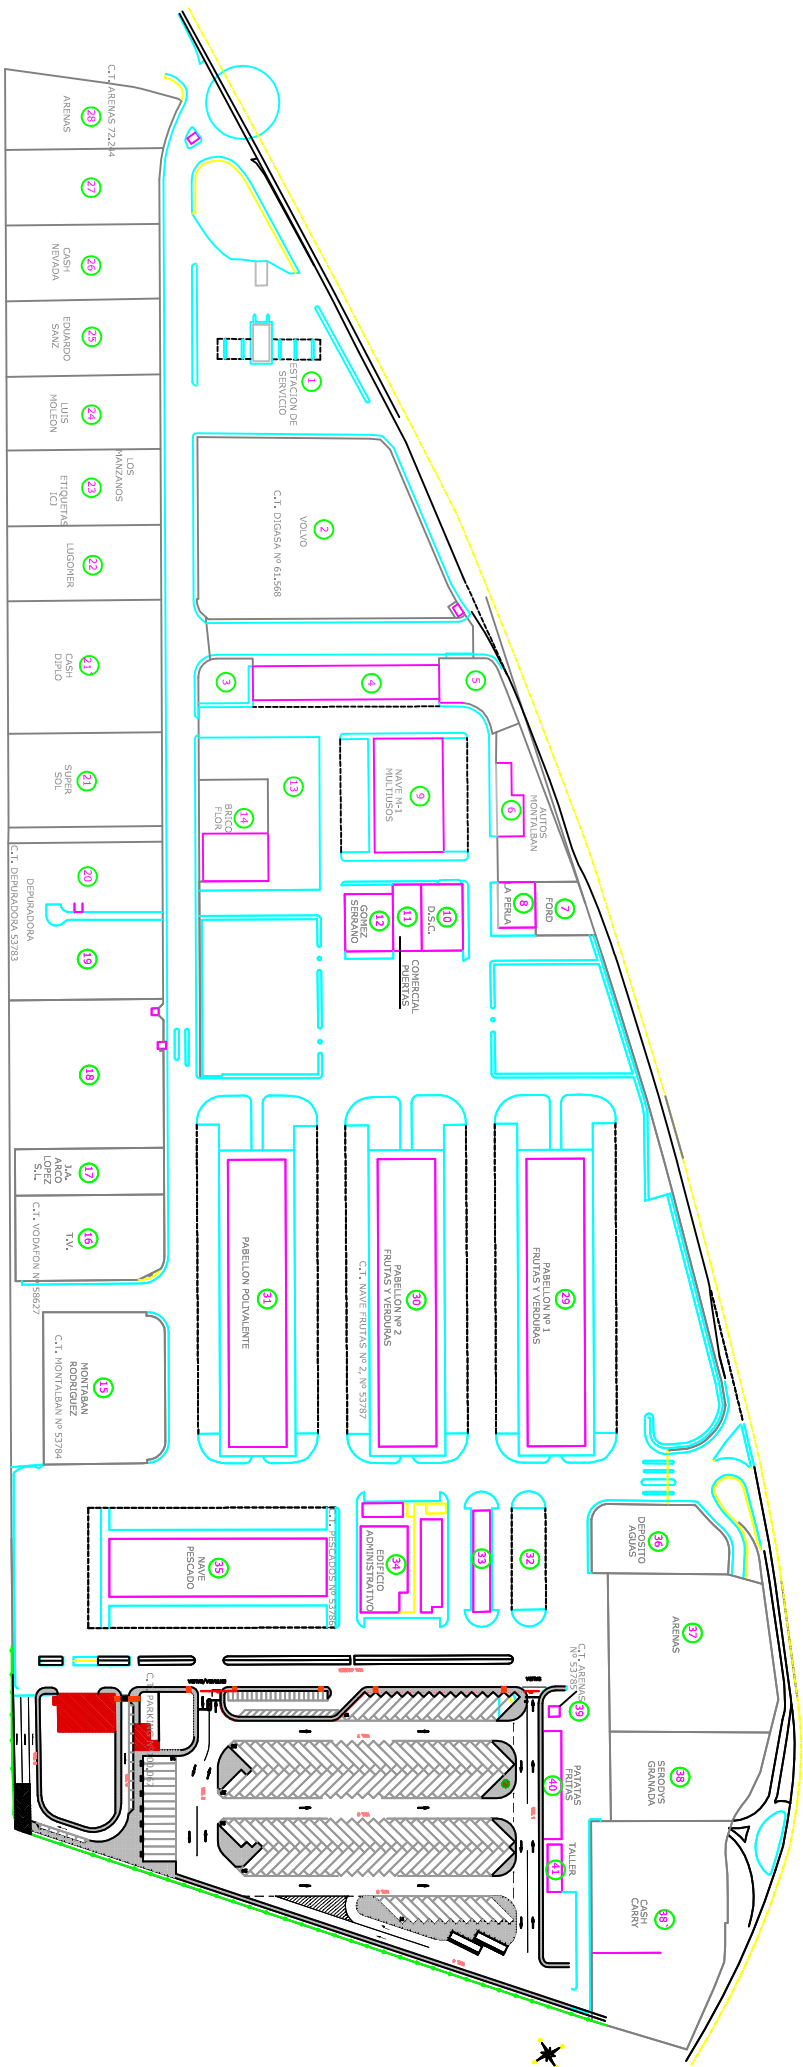 C.T. ARENAS 72.244
28
ARENAS
27
26
CASH
NEVADA
25
EDUARDO
SANZ
1
ESTACION DE
SERVICIO
24
LUIS
MOLEON
LOS
MANZANOS
23
ETIQUETAS
ICJ
2
VOLVO
C.T. DIGASA Nº 61.568
22
LUGOMER
21
CASH
DIPLO
3
4
5
21
SUPER
SOL
13
14
BRICO
FLOR
9
NAVE M-1
MULTIUSOS
6
AUTOS
MONTALBAN
20
DEPURADORA
C.T. DEPURADORA 53783
19
12
GOMEZ
SERRANO
11
10
D.S.C.
COMERCIAL
PUERTAS
8
LA PERLA
7
FORD
18
17
J.A.
ARCO
LOPEZ
S.L.
16
T.V.
C.T. VODAFON Nº 58627
31
PABELLON POLIVALENTE
30
PABELLON Nº 2
FRUTAS Y VERDURAS
C.T. NAVE FRUTAS Nº 2, Nº 53787
29
PABELLON Nº 1
FRUTAS Y VERDURAS
15
MONTABAN
RODRIGUEZ
C.T. MONTALBAN Nº 53784
35
NAVE
PESCADO
C.T. PESCADOS Nº 53786
34
EDIFICIO
ADMINISTRATIVO
33
32
36
DEPOSITO
AGUAS
37
ARENAS
C.T. ARENAS
Nº 53785
39
38
SERODYS
GRANADA
40
PATATAS
FRITAS
41
TALLER
38`
CASH
CARRY